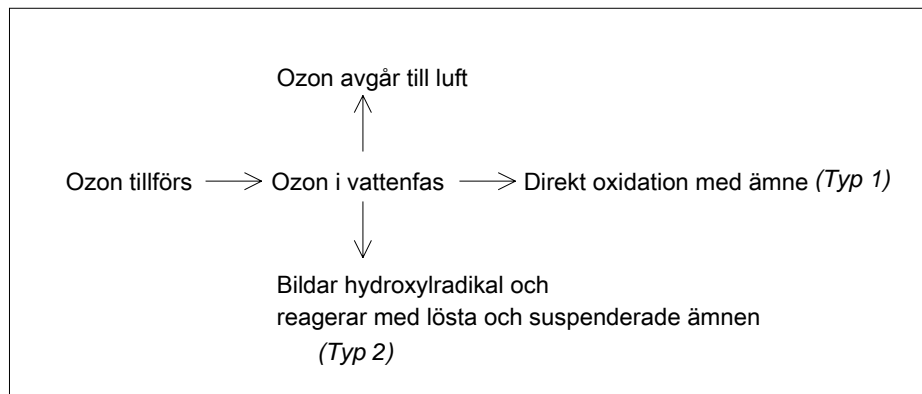 Ozon avgår till luft
Ozon tillförs
Ozon i vattenfas
Direkt oxidation med ämne (Typ 1)
Bildar hydroxylradikal och
reagerar med lösta och suspenderade ämnen
(Typ 2)